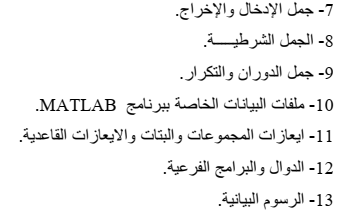 7- جمل الإدخال والإخراج.
8- الجمل الشرطيــــة.
9- جمل الدوران والتكرار.
10- ملفات البيانات الخاصة ببرنامج MATLAB.
11- ايعازات المجموعات والبتات والايعازات القاعدية.
12- الدوال والبرامج الفرعية.
13- الرسوم البيانية.